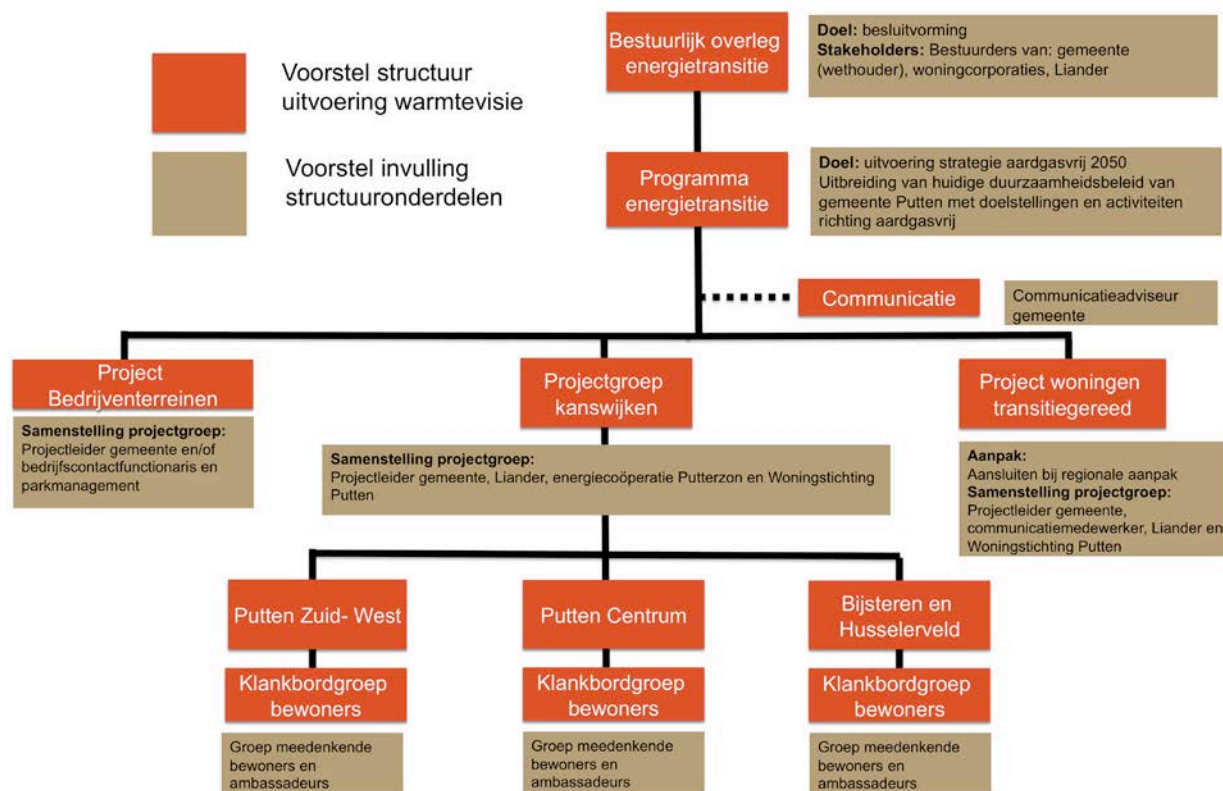 Voorstel structuur
uitvoering warmtevisie
Voorstel invulling
structuuronderdelen
Bestuurlijk overleg
energietransitie
Doel: besluitvorming
Stakeholders: Bestuurders van: gemeente
(wethouder), woningcorporaties, Liander
Programma
energietransitie
Doel: uitvoering strategie aardgasvrij 2050
Uitbreiding van huidige duurzaamheidsbeleid van
gemeente Putten met doelstellingen en activiteiten
richting aardgasvrij
Communicatie
Communicatieadviseur
gemeente
Project
Bedrijventerreinen
Samenstelling projectgroep:
Projectleider gemeente en/of
bedrijfscontactfunctionaris en
parkmanagement
Projectgroep
kanswijken
Samenstelling projectgroep:
Projectleider gemeente, Liander, energiecoöperatie Putterzon en Woningstichting
Putten
Project woningen
transitiegereed
Aanpak:
Aansluiten bij regionale aanpak
Samenstelling projectgroep:
Projectleider gemeente,
communicatiemedewerker, Liander en
Woningstichting Putten
Putten Zuid- West
Klankbordgroep
bewoners
Groep meedenkende
bewoners en
ambassadeurs
Putten Centrum
Klankbordgroep
bewoners
Groep meedenkende
bewoners en
ambassadeurs
Bijsteren en
Husselerveld
Klankbordgroep
bewoners
Groep meedenkende
bewoners en
ambassadeurs